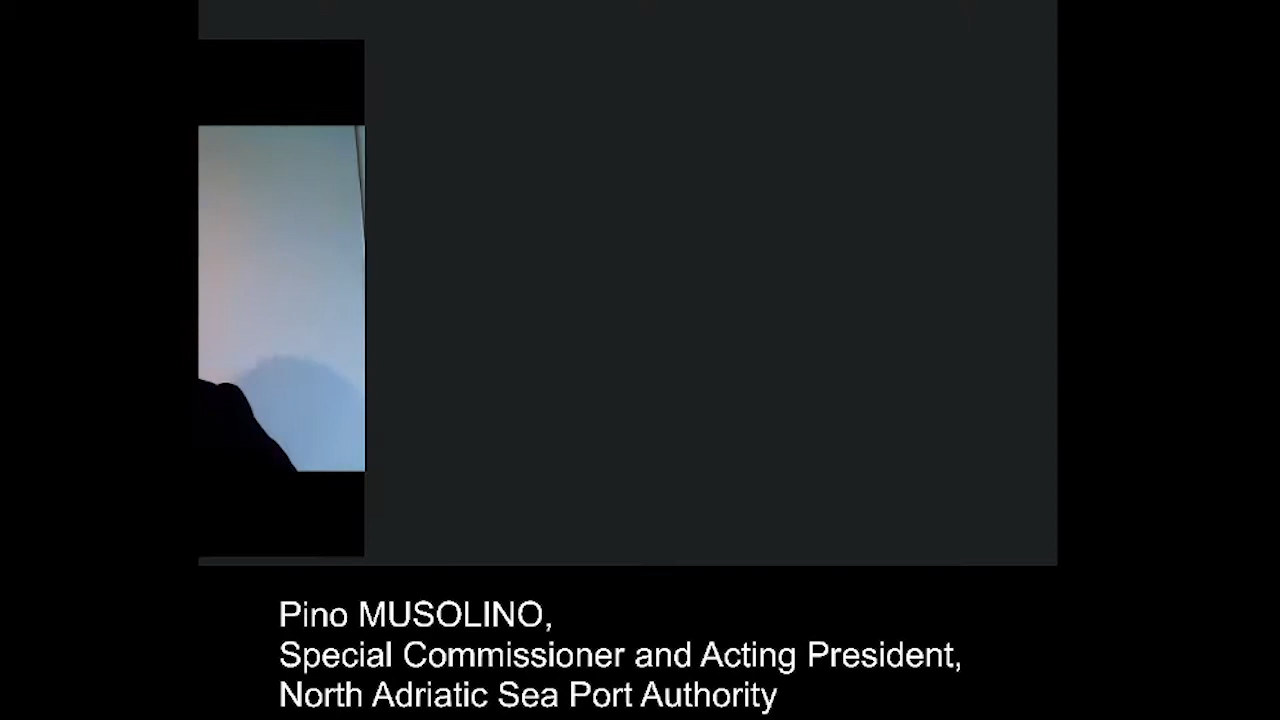 Pino MUSOLINO,
Special Commissioner and Acting President,
North Adriatic Sea Port Authority